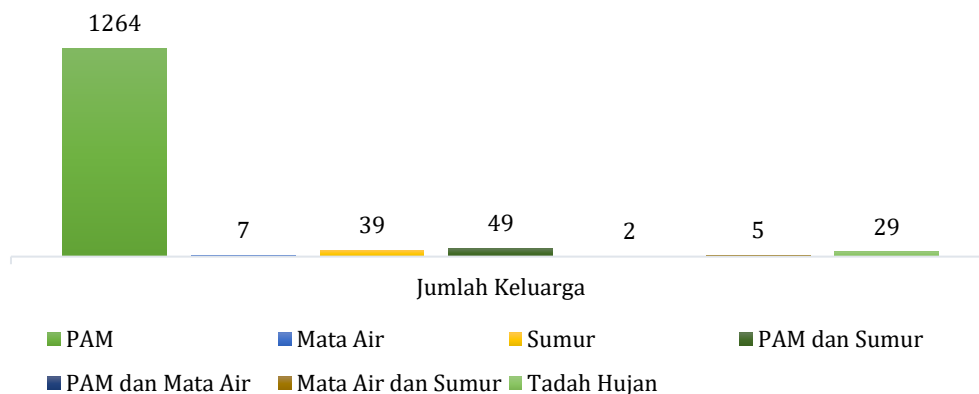 1264
7 39 49 2 5 29
Jumlah Keluarga
PAM Mata Air Sumur PAM dan Sumur
PAM dan Mata Air Mata Air dan Sumur Tadah Hujan